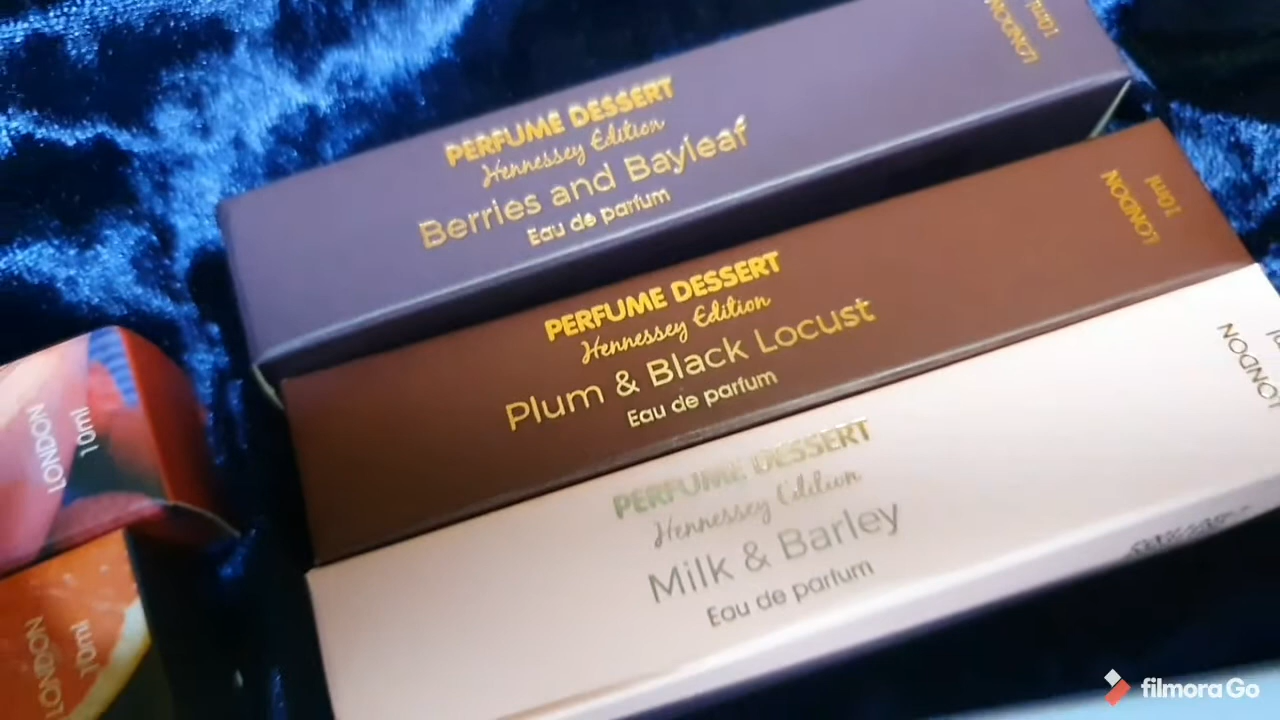 PERFUME DESSERT
Hennessey Edition
Berries and Bayleaf
Eau de parfum
LONDON
10ml
PERFUME DESSERT
Hennessey Edition
Plum & Black Locust
Eau de parfum
LONDON
10ml
PERFUME DESSERT
Hennessey Edition
Milk & Barley
Eau de parfum
LONDON
LONDON
10ml
LONDON
10ml
filmoraGo